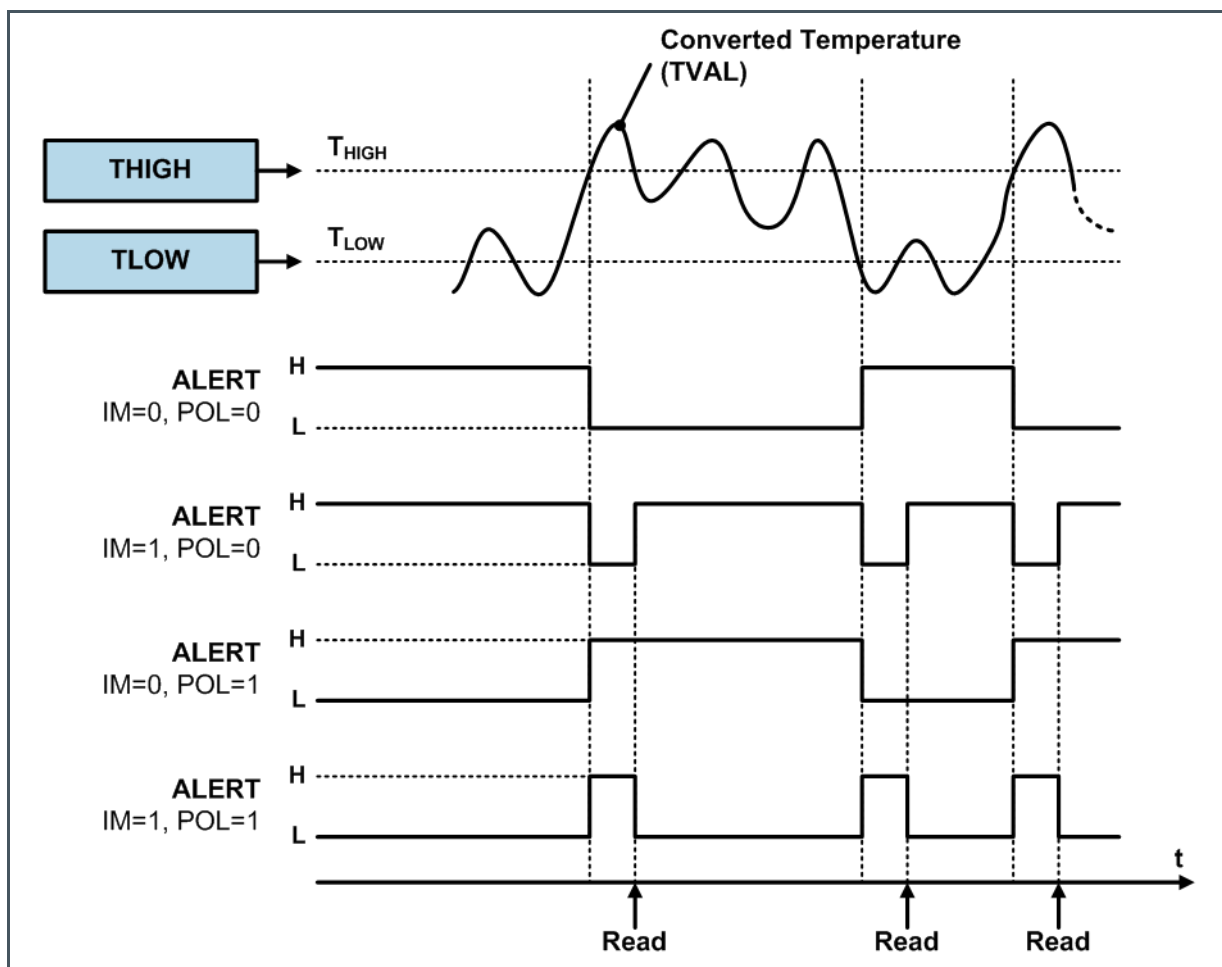 Converted Temperature
(TVAL)
THIGH
THIGH
TLOW
TLOW
ALERT
IM=0, POL=0
H
L
ALERT
IM=1, POL=0
H
L
ALERT
IM=0, POL=1
H
L
ALERT
IM=1, POL=1
H
L
t
Read
Read
Read